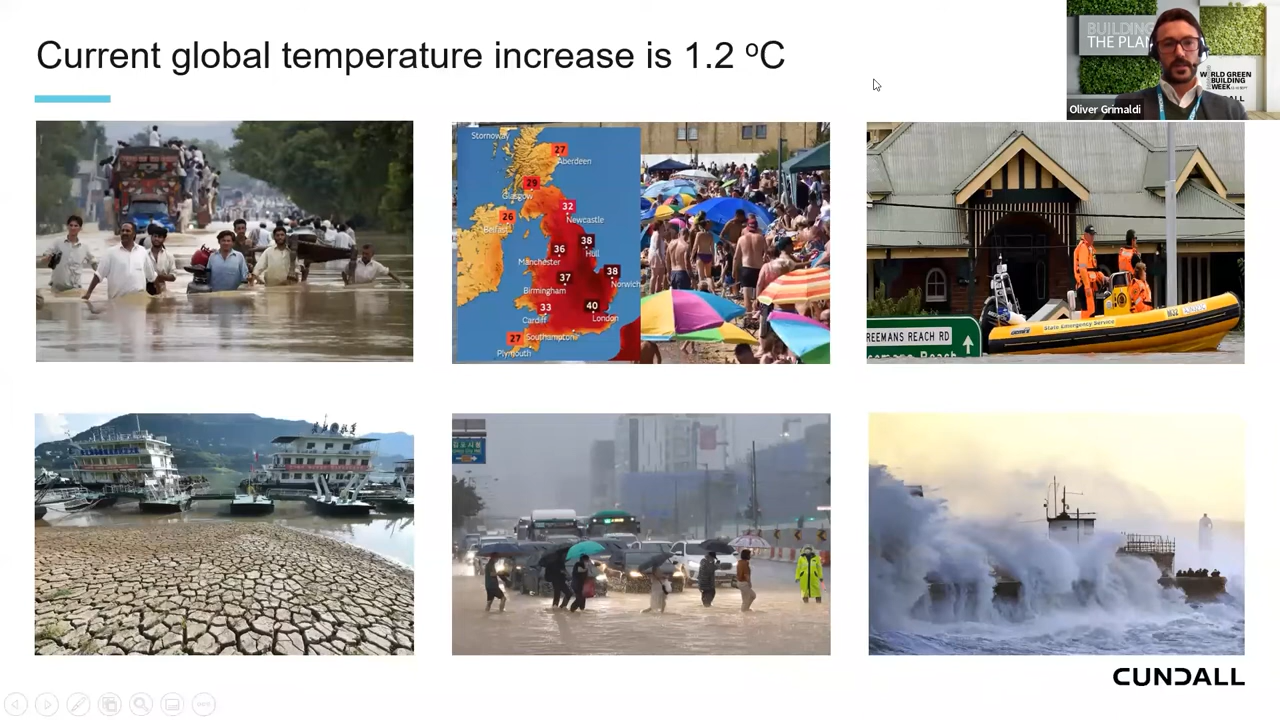 Current global temperature increase is 1.2 ºC
BUILDING
THE PLAN
WORLD GREEN
BUILDING
WEEK
Oliver Grimaldi
Stornoway
27
Aberdeen
29
Glasgow
32
Newcastle
26
Belfast
36
38
Hull
Manchester
38
Norwich
37
Birmingham
33
Cardiff
40
London
27
Southampton
Plymouth
State Emergency Service
REEMANS REACH RD
CUNDALL